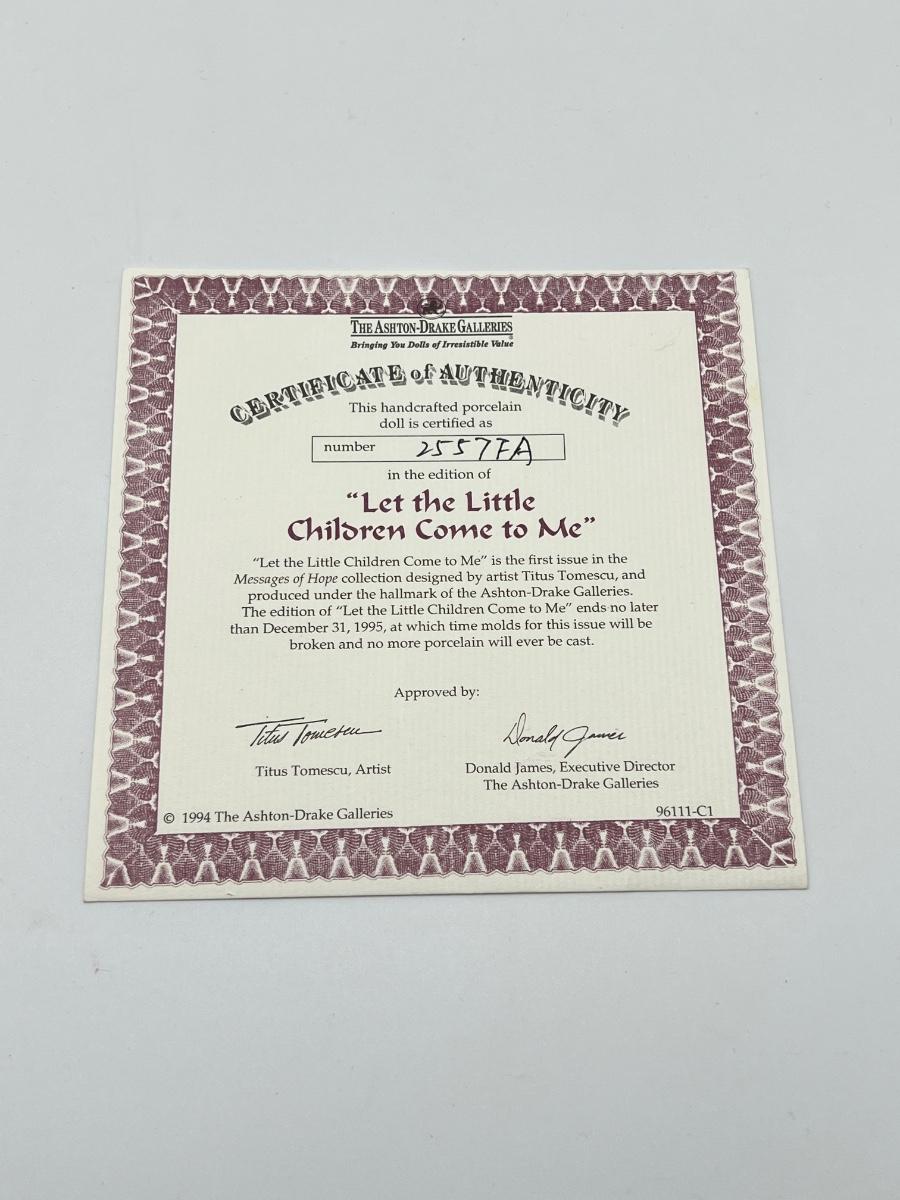 The Ashton-Drake Galleries
Bringing You Dolls of Irresistible Value
CERTIFICATE of AUTHENTICITY
This handcrafted porcelain
doll is certified as
number 2557FA
in the edition of
“Let the Little
Children Come to Me”
“Let the Little Children Come to Me” is the first issue in the
Messages of Hope collection designed by artist Titus Tomescu, and
produced under the hallmark of the Ashton-Drake Galleries.
The edition of “Let the Little Children Come to Me” ends no later
than December 31, 1995, at which time molds for this issue will be
broken and no more porcelain will ever be cast.
Approved by:
Titus Tomescu Donald James
Titus Tomescu, Artist Donald James, Executive Director
The Ashton-Drake Galleries
© 1994 The Ashton-Drake Galleries 96111-C1